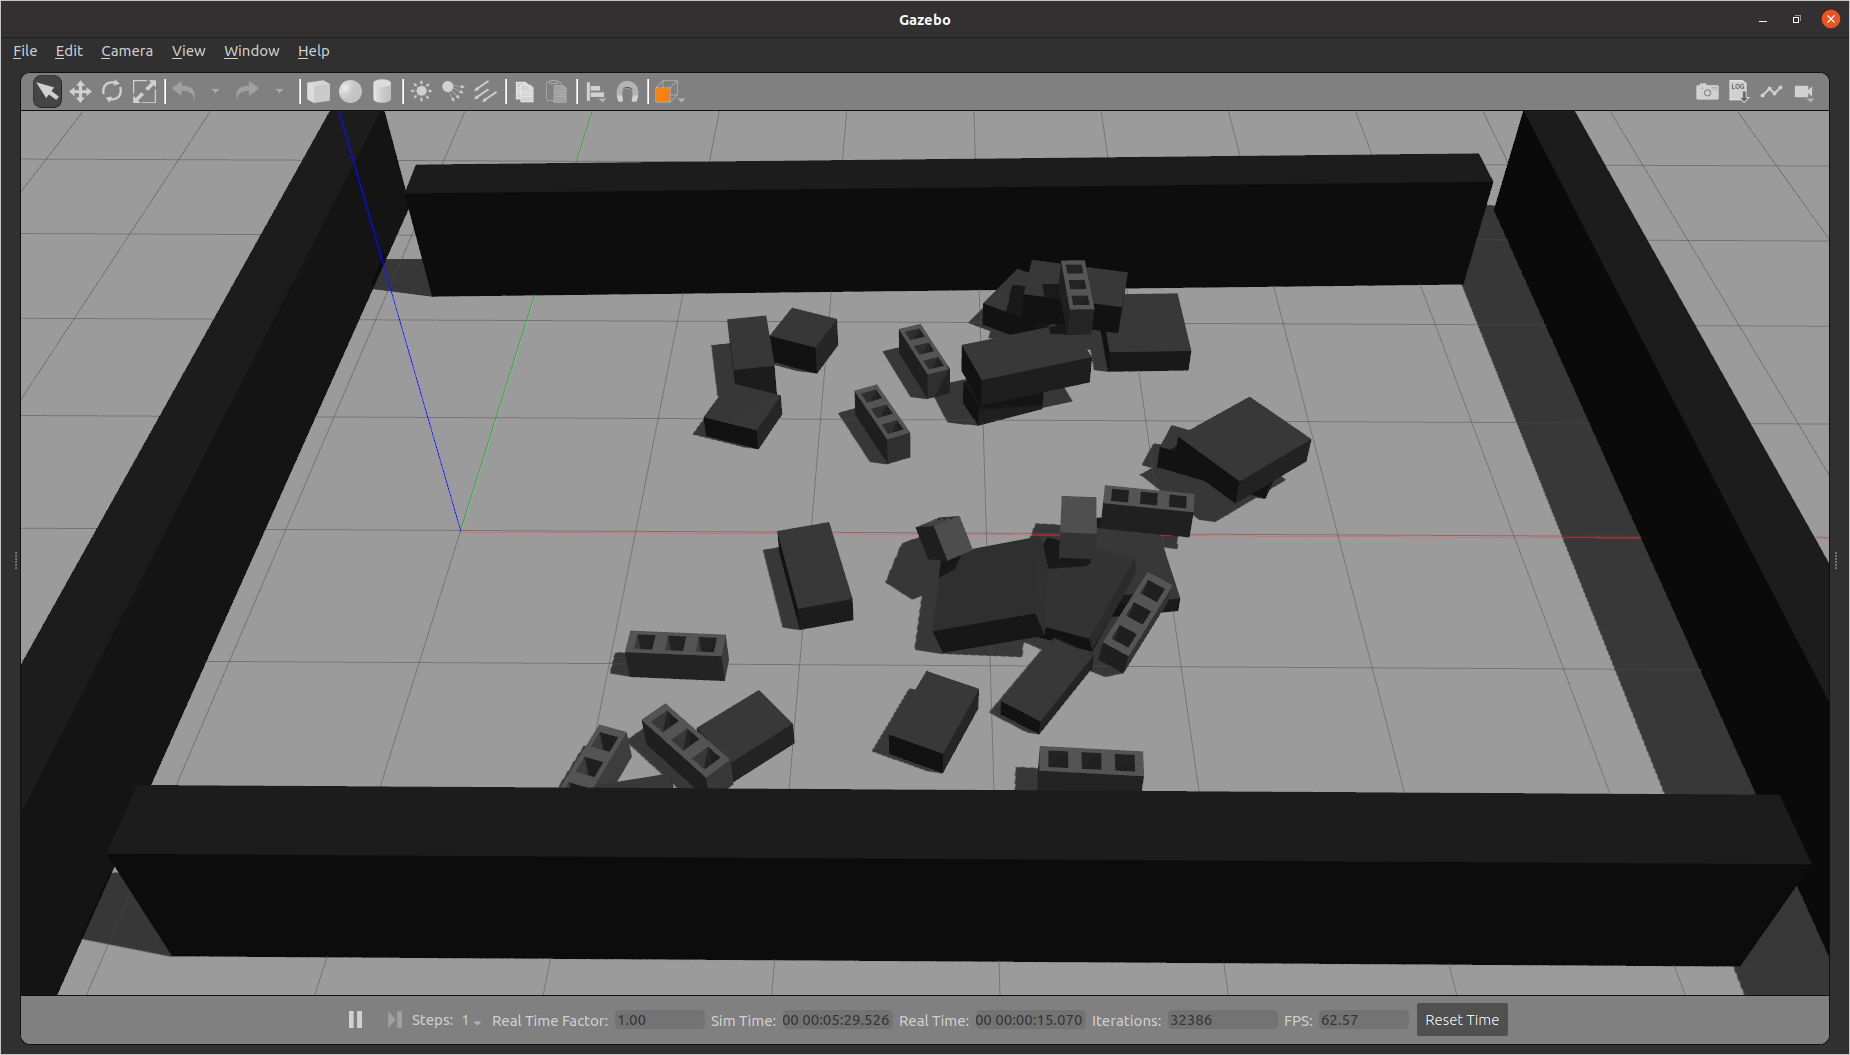 Gazebo
File Edit Camera View Window Help
LOG
Steps: 1 Real Time Factor: 1.00 Sim Time: 00 00:05:29.526 Real Time: 00 00:00:15.070 Iterations: 32386 FPS: 62.57 Reset Time